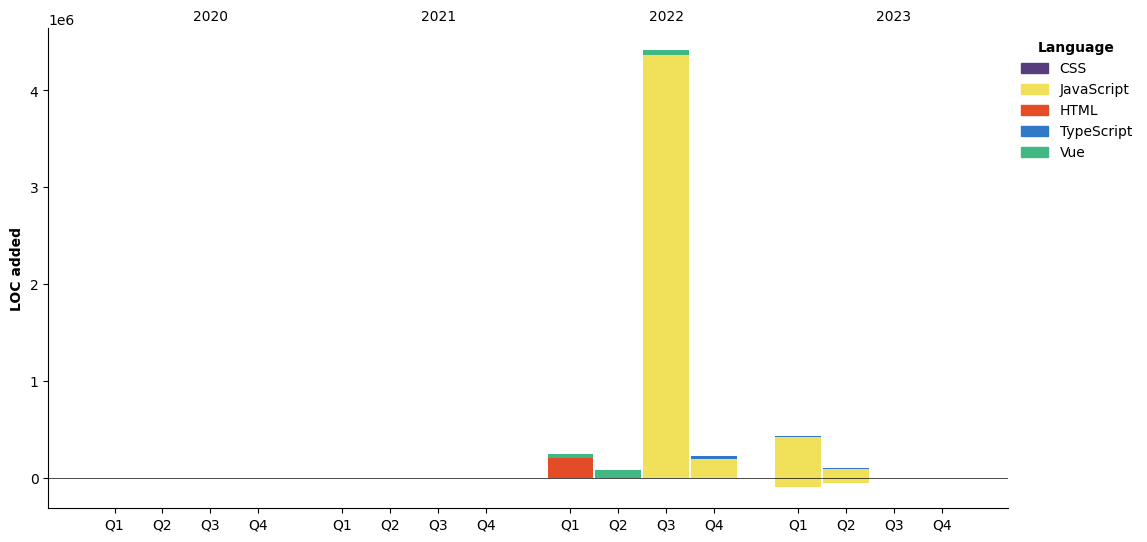 2020 2021 2022 2023
1e6
Language
CSS
JavaScript
HTML
TypeScript
Vue
LOC added
4
3
2
1
0
Q1 Q2 Q3 Q4 Q1 Q2 Q3 Q4 Q1 Q2 Q3 Q4 Q1 Q2 Q3 Q4